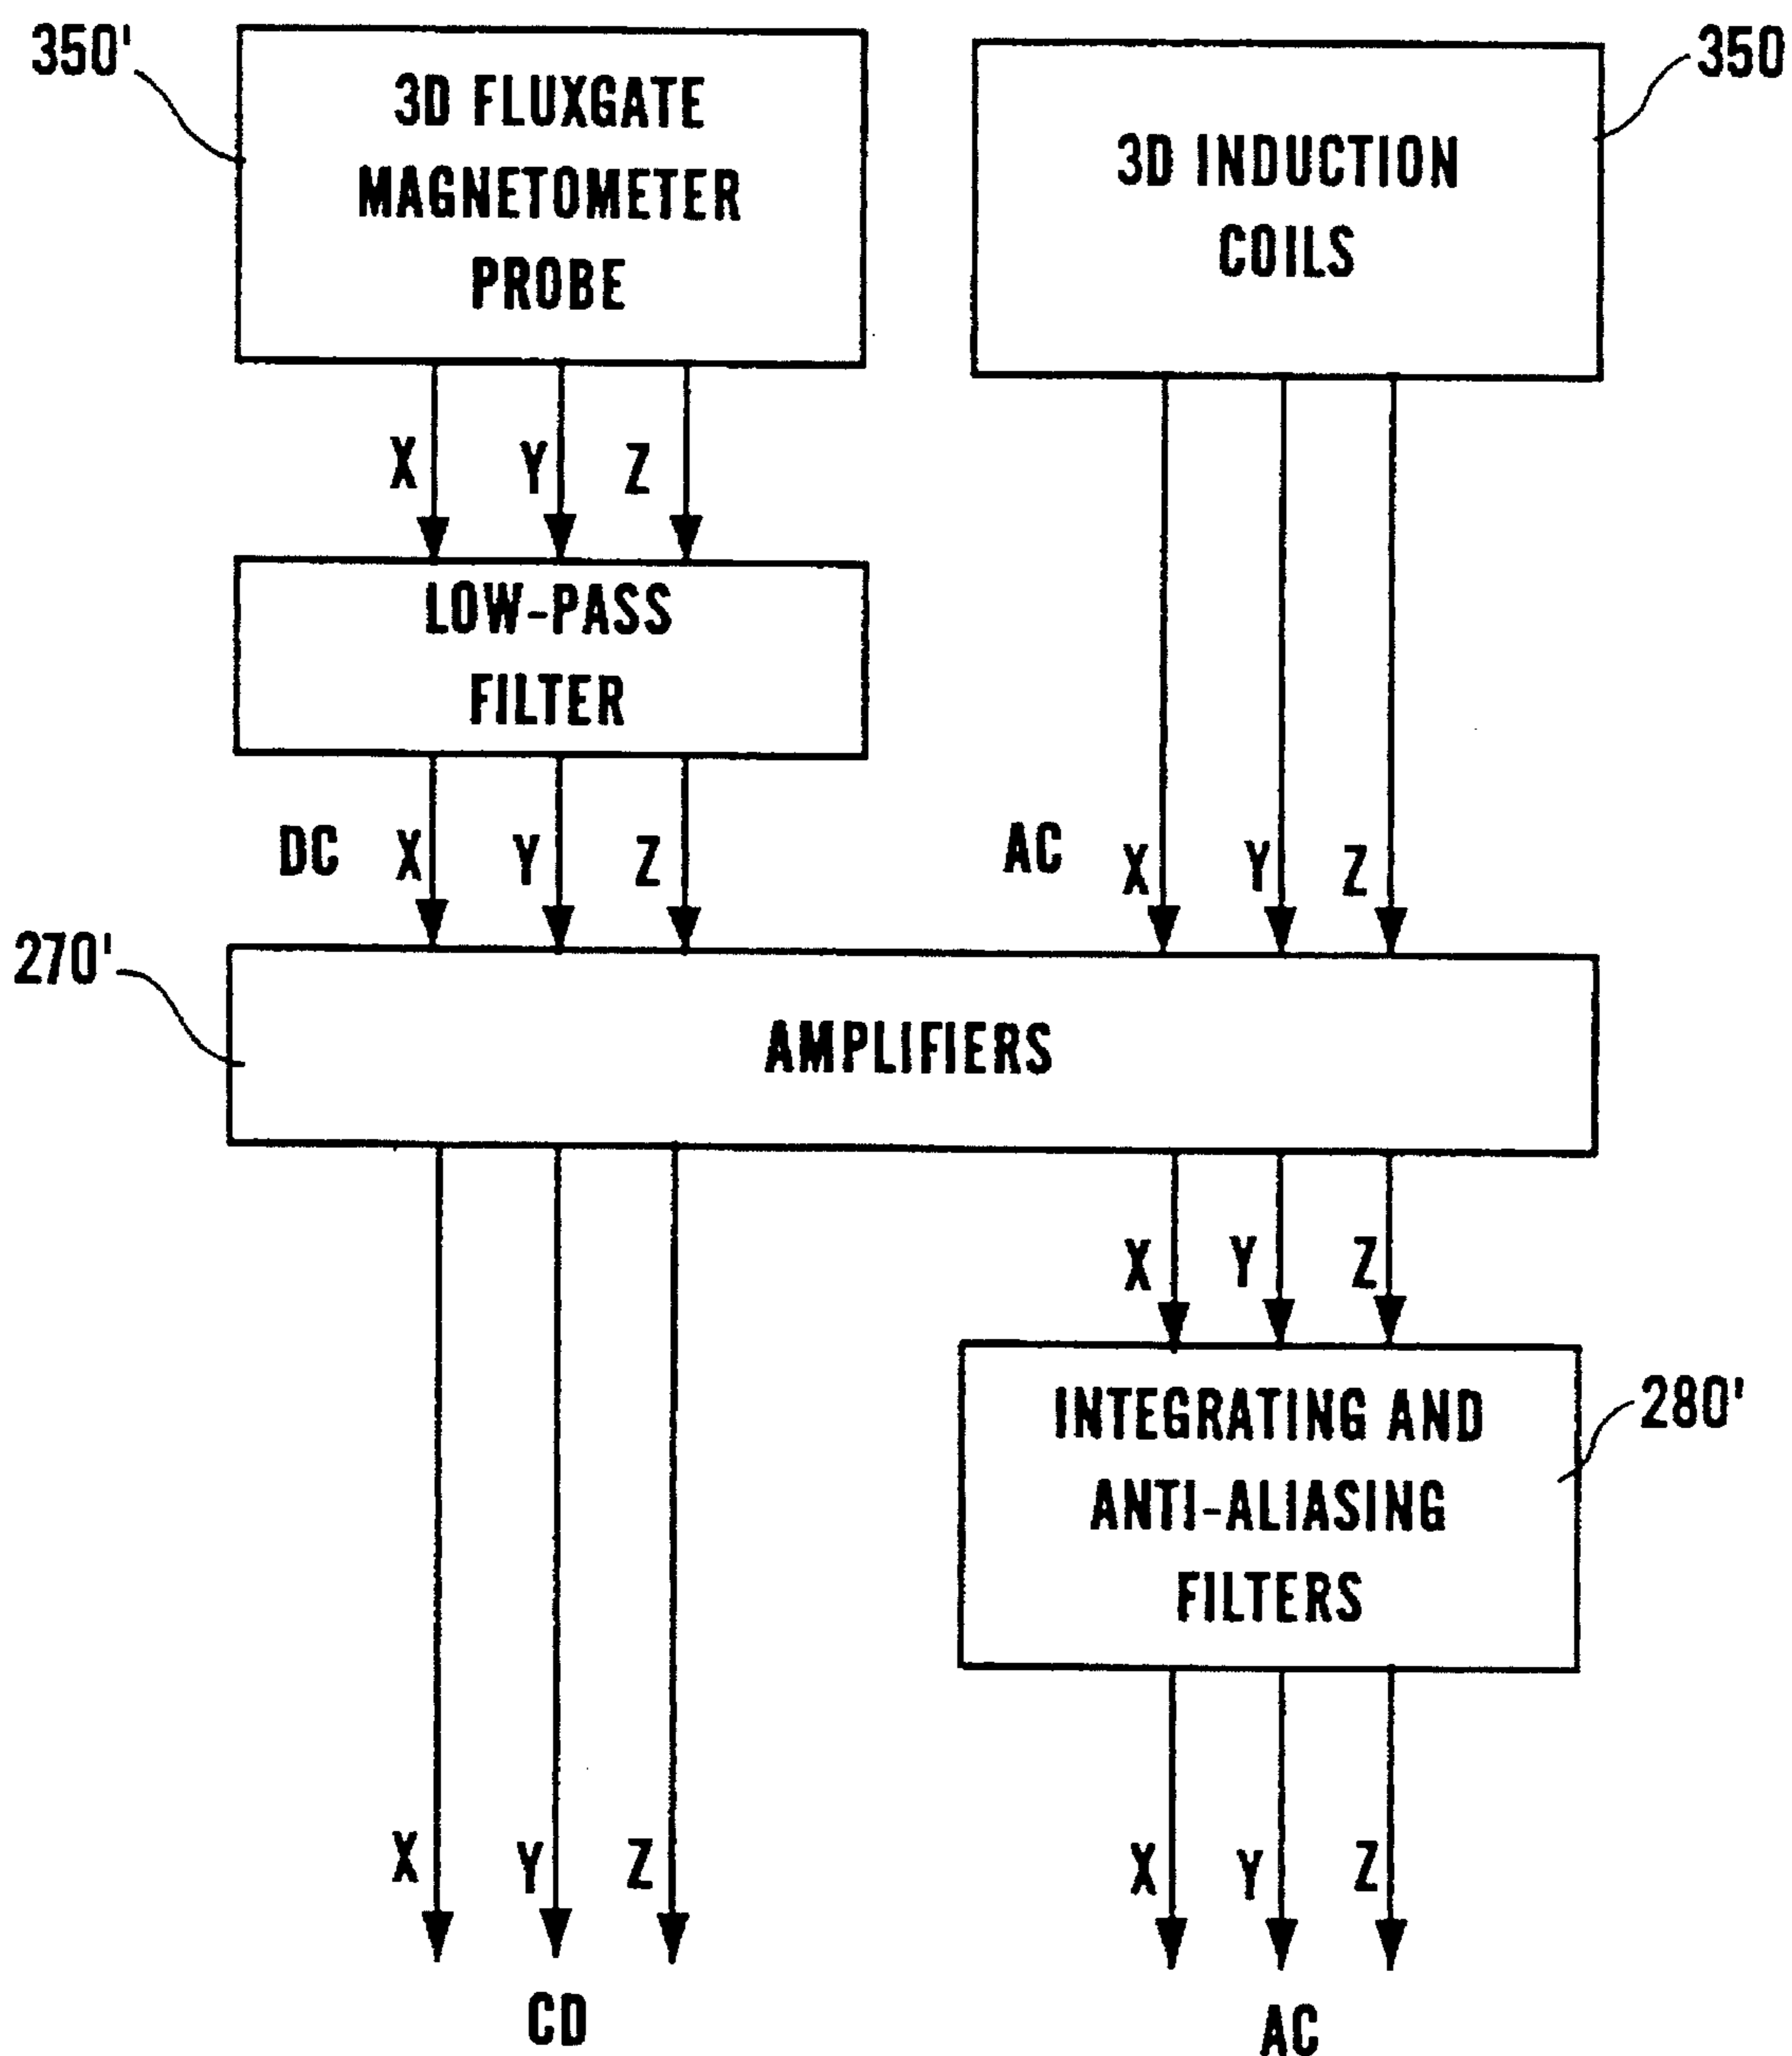 350'
3D FLUXGATE
MAGNETOMETER
PROBE
350
3D INDUCTION
COILS
X Y Z
LOW-PASS
FILTER
DC X Y Z
AC X Y Z
270'
AMPLIFIERS
X Y Z
INTEGRATING AND
ANTI-ALIASING
FILTERS
280'
X Y Z
X Y Z
CD
AC